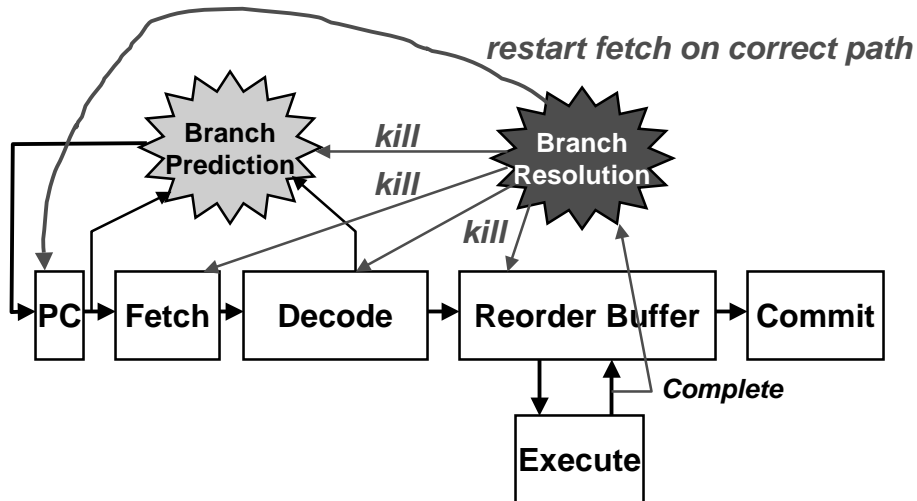 restart fetch on correct path
Branch
Prediction
kill
Branch
Resolution
kill
kill
PC
Fetch
Decode
Reorder Buffer
Commit
Complete
Execute